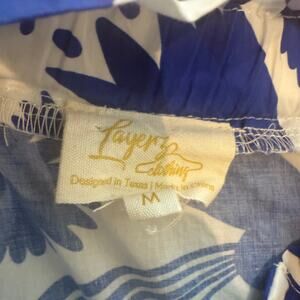 Layerz
clothing
Designed in Texas | Made in China
M